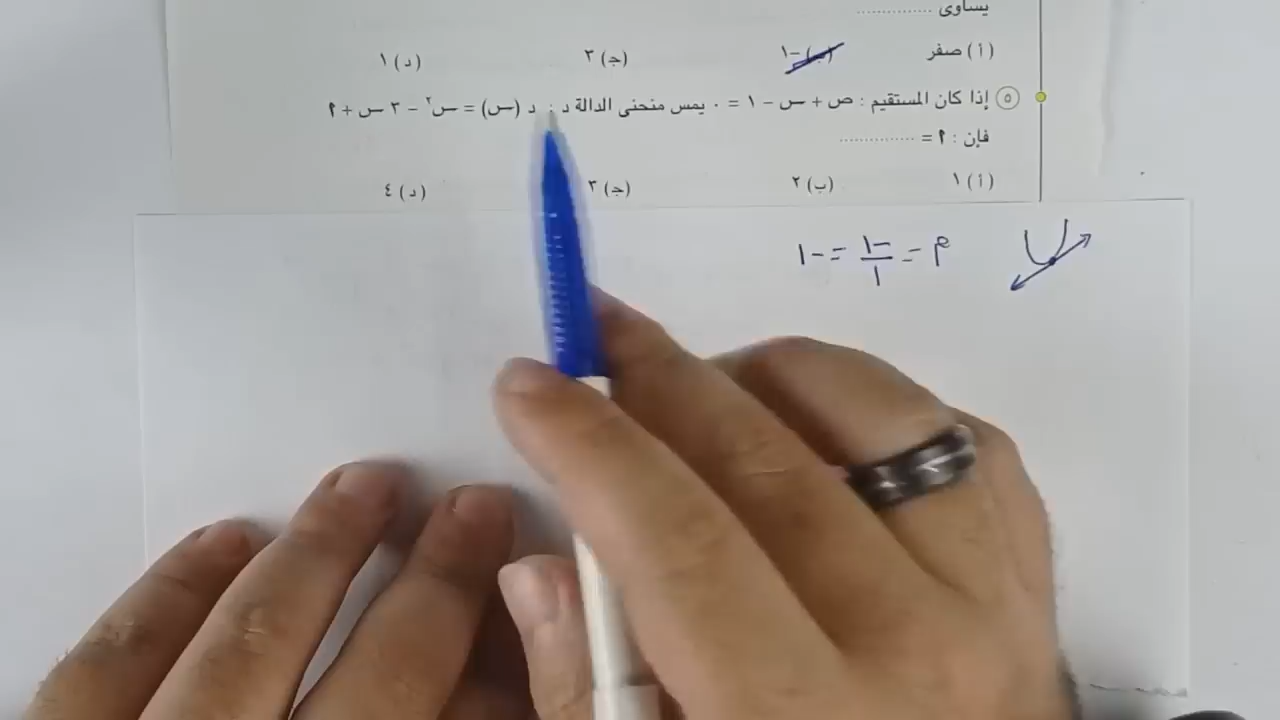 يساوى ..............
(أ) صفر (ب) -١ (جـ) ٣ (د) ١
٥ إذا كان المستقيم : ص + س - ١ = ٠ يمس منحنى الدالة د : د (س) = س٢ - ٣ س + ٢
فإن : ٢ = ..............
(أ) ١ (ب) ٢ (جـ) ٣ (د) ٤
م = -١/١ = -١